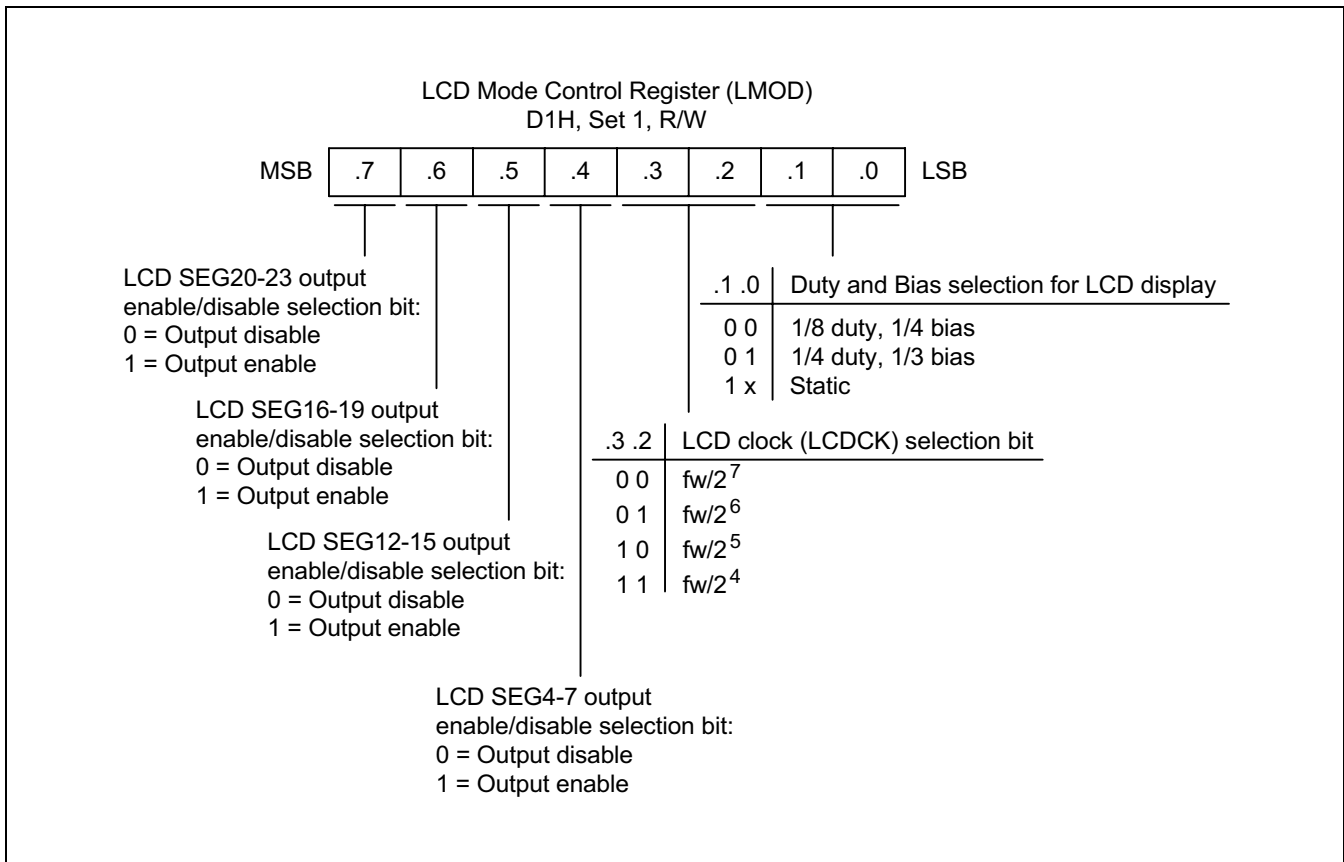 LCD Mode Control Register (LMOD)
D1H, Set 1, R/W
MSB .7 .6 .5 .4 .3 .2 .1 .0 LSB
LCD SEG20-23 output
enable/disable selection bit:
0 = Output disable
1 = Output enable
LCD SEG16-19 output
enable/disable selection bit:
0 = Output disable
1 = Output enable
LCD SEG12-15 output
enable/disable selection bit:
0 = Output disable
1 = Output enable
LCD SEG4-7 output
enable/disable selection bit:
0 = Output disable
1 = Output enable
.3 .2 LCD clock (LCDCK) selection bit
0 0 fw/2⁷
0 1 fw/2⁶
1 0 fw/2⁵
1 1 fw/2⁴
.1 .0 Duty and Bias selection for LCD display
0 0 1/8 duty, 1/4 bias
0 1 1/4 duty, 1/3 bias
1 x Static